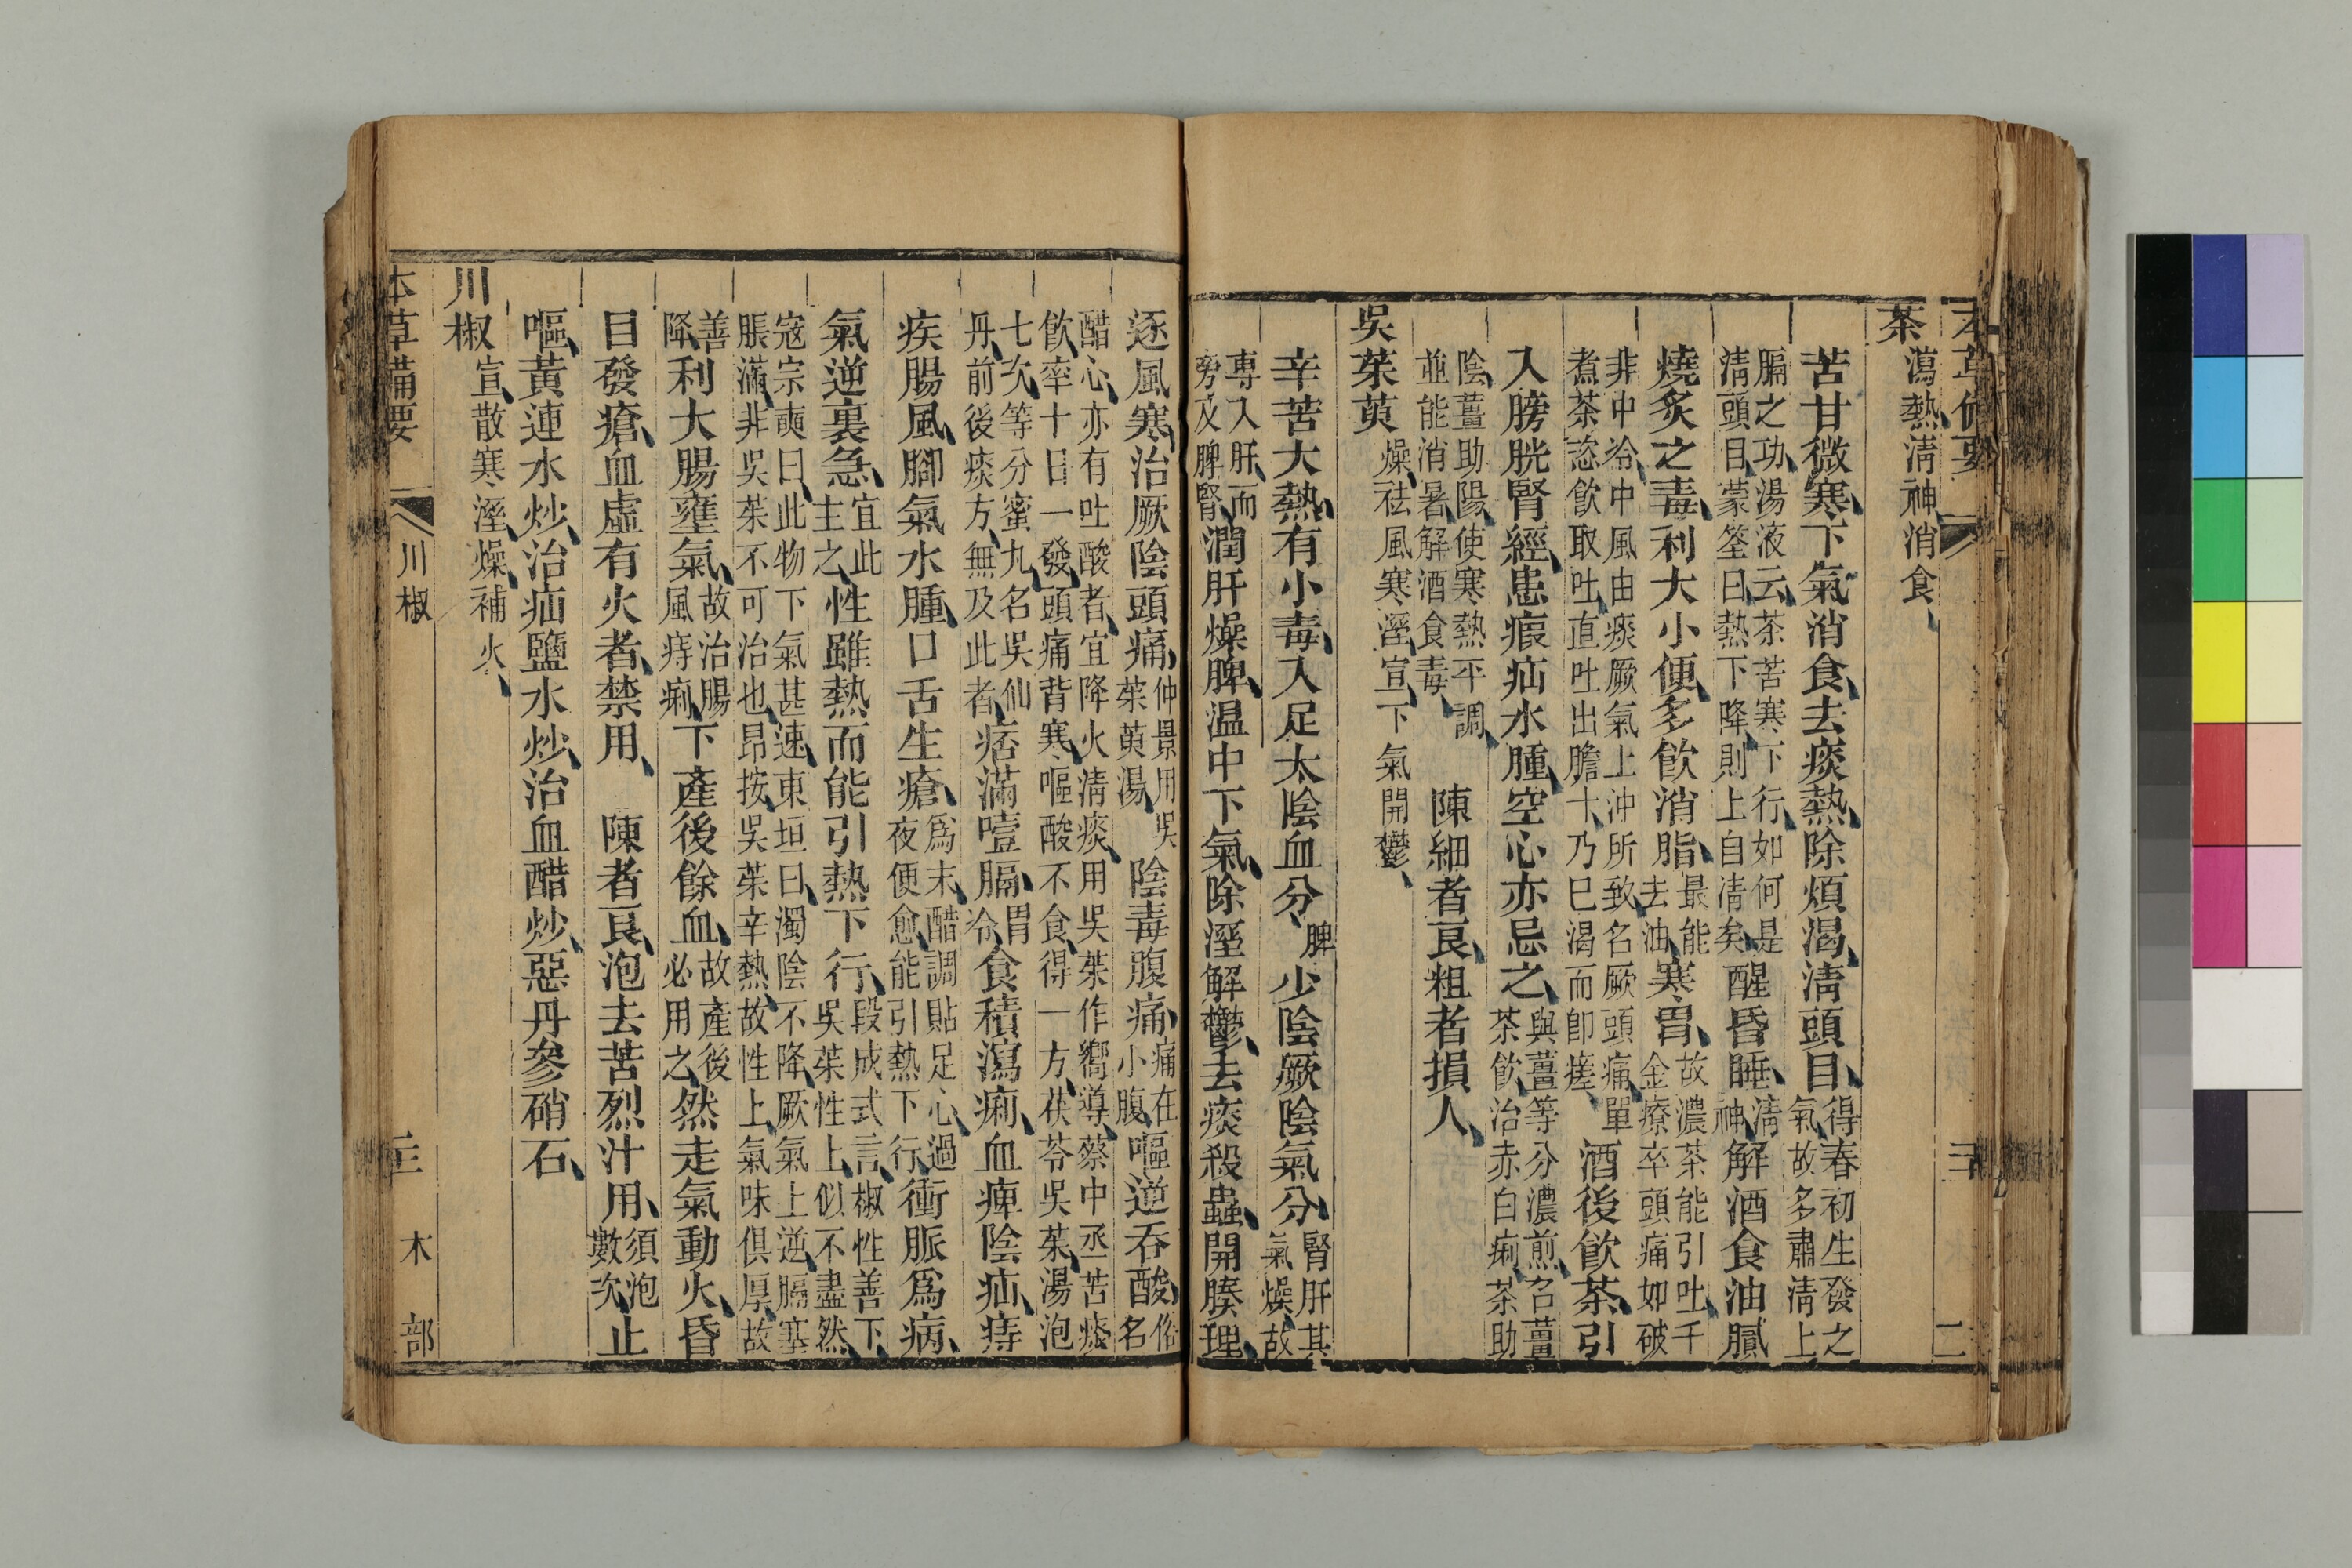 本草備要 三 二
茶 瀉熱清神消食、
苦甘微寒、下氣消食、去痰熱、除煩渴、淸頭目、得春初生發之氣故多肅淸上
膈之功、湯液云、茶苦寒下行、如何是淸頭目、蒙筌曰、熱下降則上自淸矣、醒昏睡、淸神解酒食油膩
燒炙之毒、利大小便、多飮消脂、最能去油、寒胃、故濃茶能引吐、千金療卒頭痛如破
非中冷、中風由痰厥氣上沖所致名厥頭痛、單煮茶恣飮取吐、直吐出膽十乃已渴而卽瘥、酒後飮茶、引
入膀胱腎經、患瘕疝水腫、空心亦忌之、與薑等分濃煎、名薑茶飮、治赤白痢、茶助
陰、薑助陽、使寒熱平調、並能消暑、解酒食毒、陳細者良、粗者損人、
吳茱萸 燥、祛風寒溼、宣、下氣開鬱、
辛苦大熱、有小毒、入足太陰血分、脾少陰厥陰氣分、腎肝其氣燥、故
專入肝、而旁及脾腎潤肝燥脾、温中下氣、除溼解鬱、去痰殺蟲、開腠理、
逐風寒、治厥陰頭痛、仲景用吳茱萸湯、陰毒腹痛、痛在小腹、嘔逆吞酸、俗名
醋心、亦有吐酸者、宜降火淸痰、用吳茱作嚮導、蔡中丞苦痰飮、率十日一發、頭痛背寒、嘔酸不食、得一方、茯苓吳茱、湯泡
七次、等分蜜丸、名吳仙丹、前後痰方、無及此者、痞滿噎膈、胃冷食積瀉痢、血痺陰疝、痔
疾腸風、腳氣水腫、口舌生瘡、爲末、醋調貼足心、過夜便愈、能引熱下行、衝脈爲病、
氣逆裏急、宜此主之、性雖熱而能引熱下行、段成式言、椒性善下、吳茱性上、似不盡然
寇宗奭曰、此物下氣甚速、東垣曰、濁陰不降、厥氣上逆、膈塞脹滿、非吳茱不可治也、昂按、吳茱辛熱、故性上、氣味俱厚、故
善降、利大腸壅氣、故治腸風痔痢、下產後餘血、故產後必用之、然走氣動火、昏
目發瘡、血虛有火者、禁用、 陳者良、泡去苦烈汁用、須泡數次、止
嘔、黃連水炒、治疝鹽水炒、治血醋炒、惡丹參硝石、
川椒 宣、散寒溼、燥、補火、
本草備要 川椒 三 木部